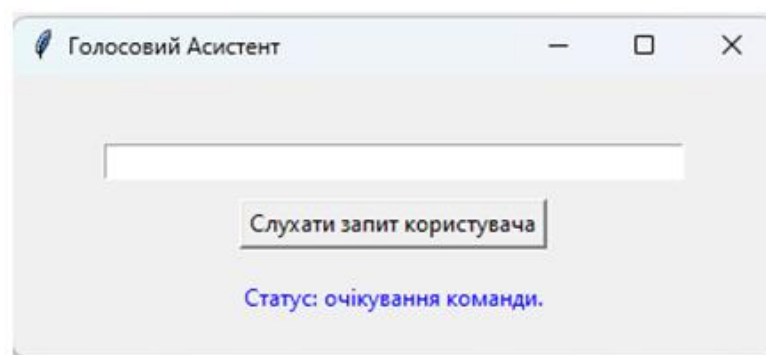 Голосовий Асистент
Слухати запит користувача
Статус: очікування команди.